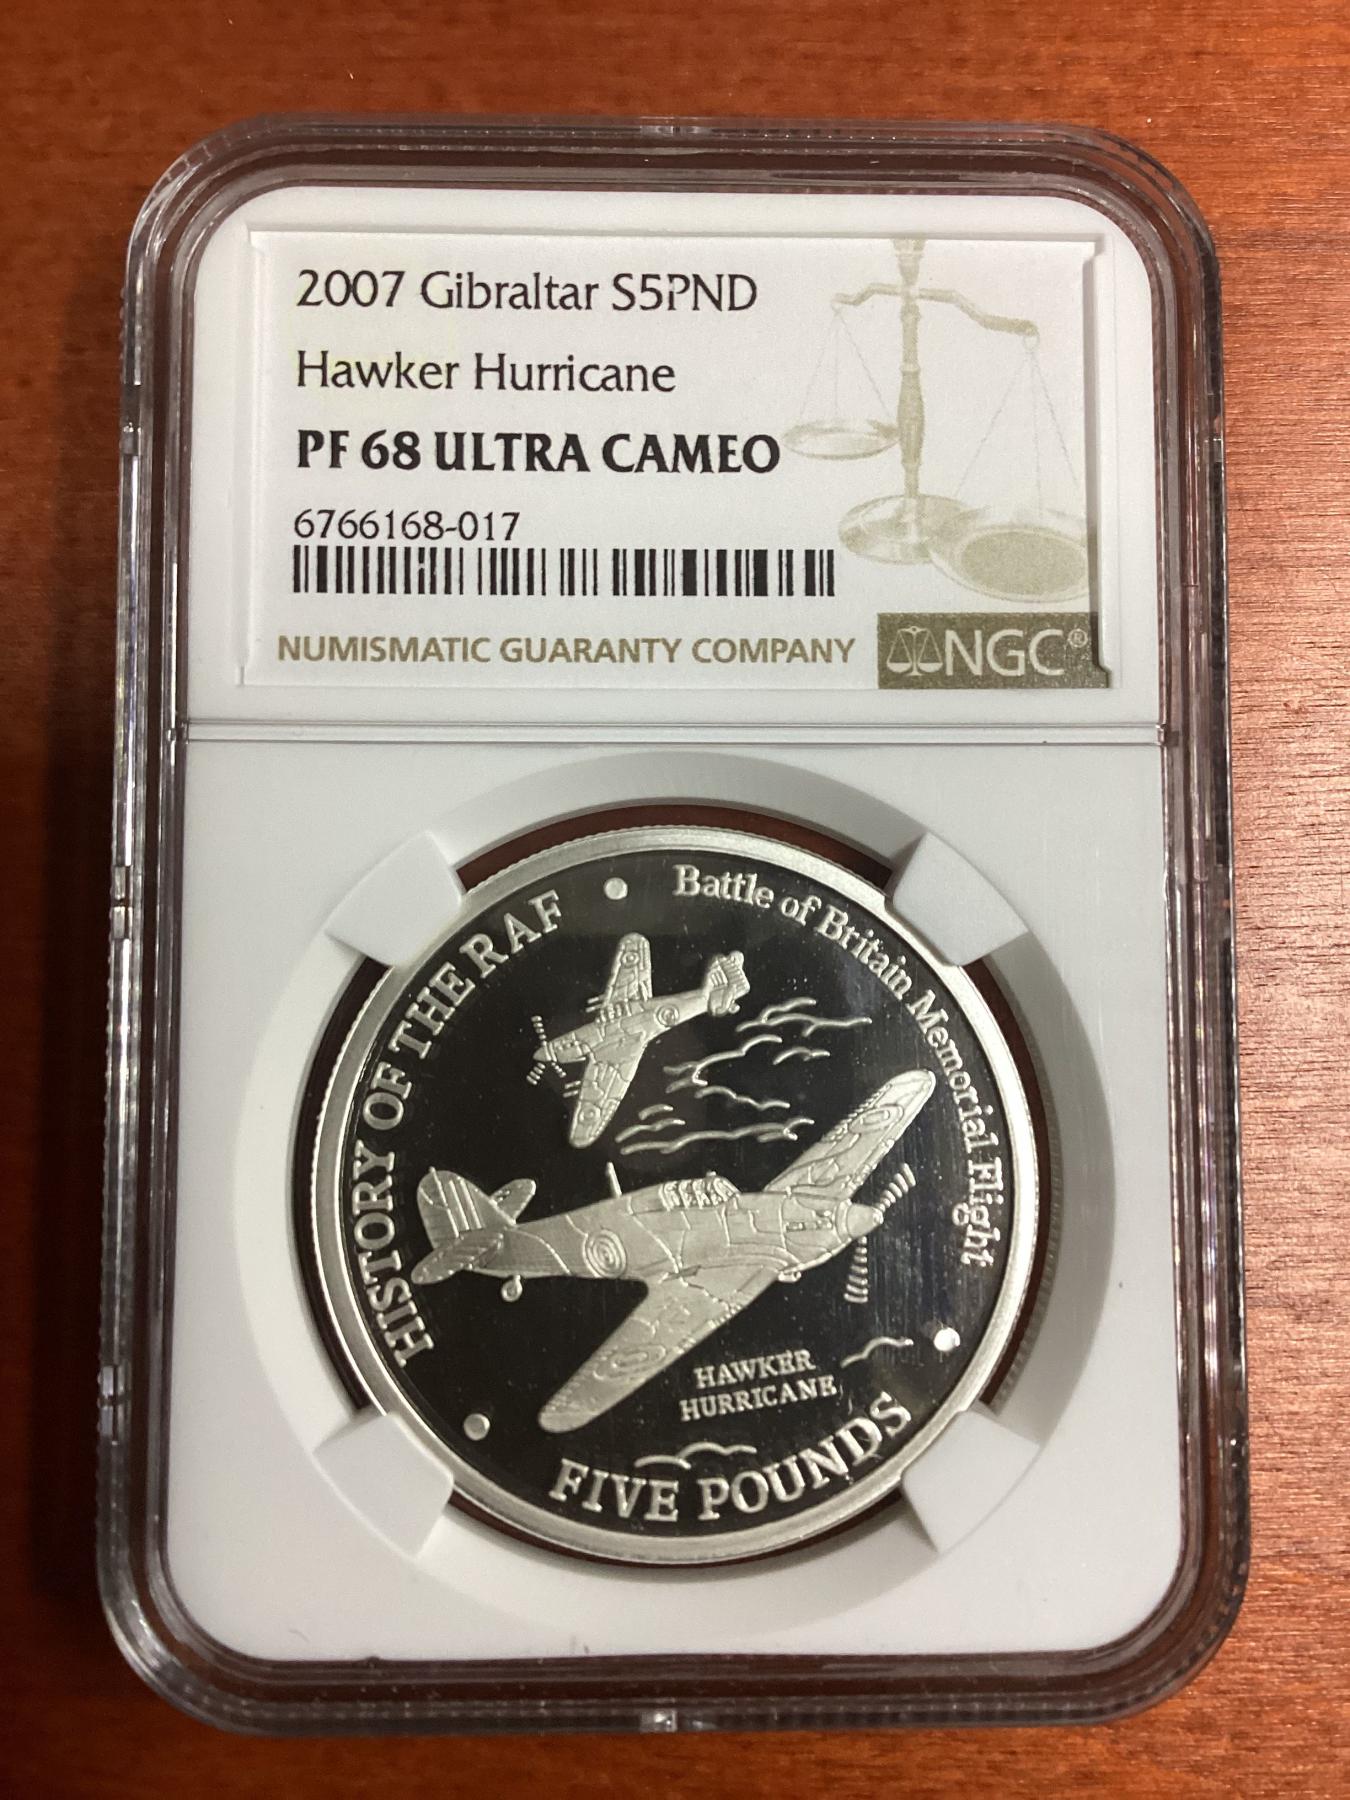 2007 Gibraltar S5PND
Hawker Hurricane
PF 68 ULTRA CAMEO
6766168-017
NUMISMATIC GUARANTY COMPANY
NGC®
HISTORY OF THE RAF
Battle of Britain Memorial Flight
HAWKER
HURRICANE
FIVE POUNDS